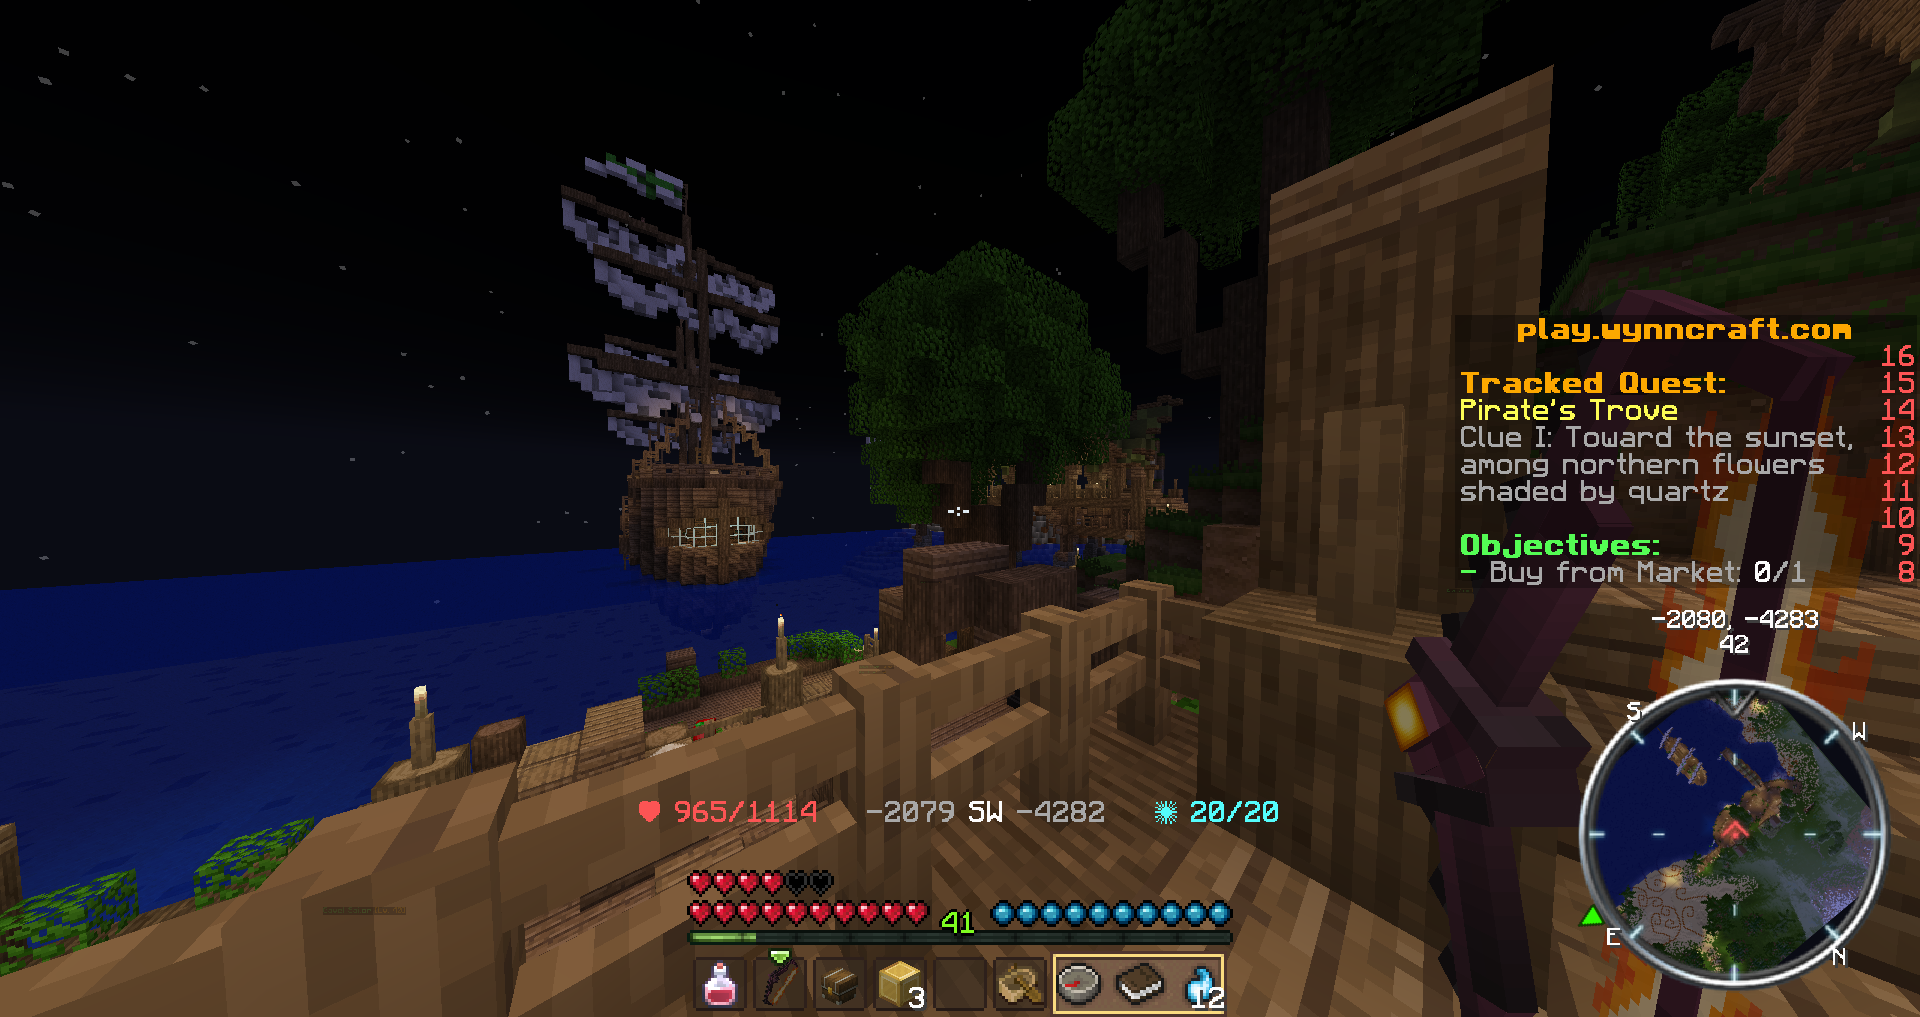 play.wynncraft.com
16
Tracked Quest: 15
Pirate's Trove 14
Clue I: Toward the sunset, 13
among northern flowers 12
shaded by quartz 11
10
Objectives: 9
- Buy from Market: 0/1 8
-2080, -4283
42
S
W
E
N
965/1114 -2079 SW -4282 20/20
41
3
12